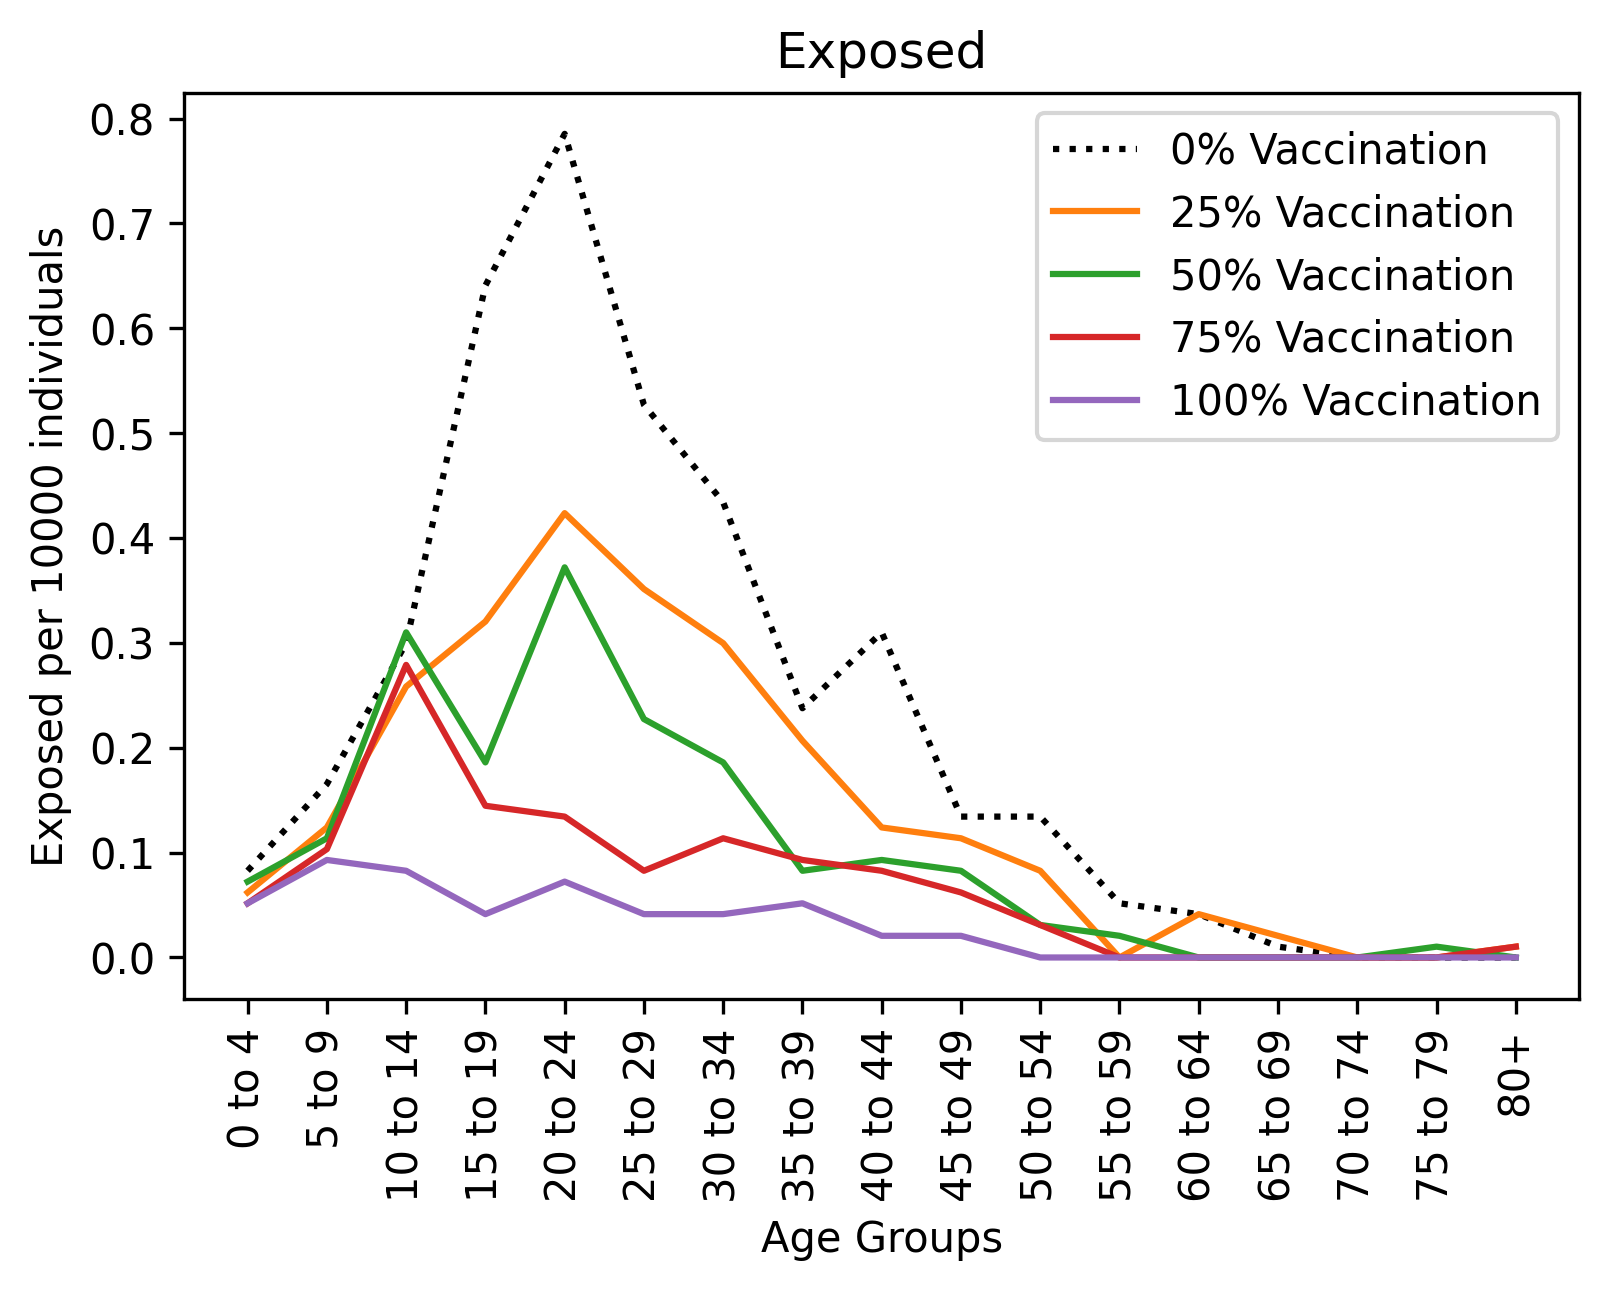 Exposed
0.8
0.7
0.6
0.5
0.4
0.3
0.2
0.1
0.0
Exposed per 10000 individuals
0% Vaccination
25% Vaccination
50% Vaccination
75% Vaccination
100% Vaccination
0 to 4
5 to 9
10 to 14
15 to 19
20 to 24
25 to 29
30 to 34
35 to 39
40 to 44
45 to 49
50 to 54
55 to 59
60 to 64
65 to 69
70 to 74
75 to 79
80+
Age Groups